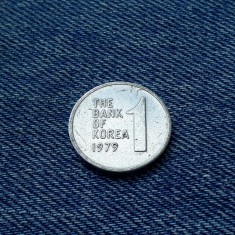 THE
BANK
OF
KOREA
1979
1